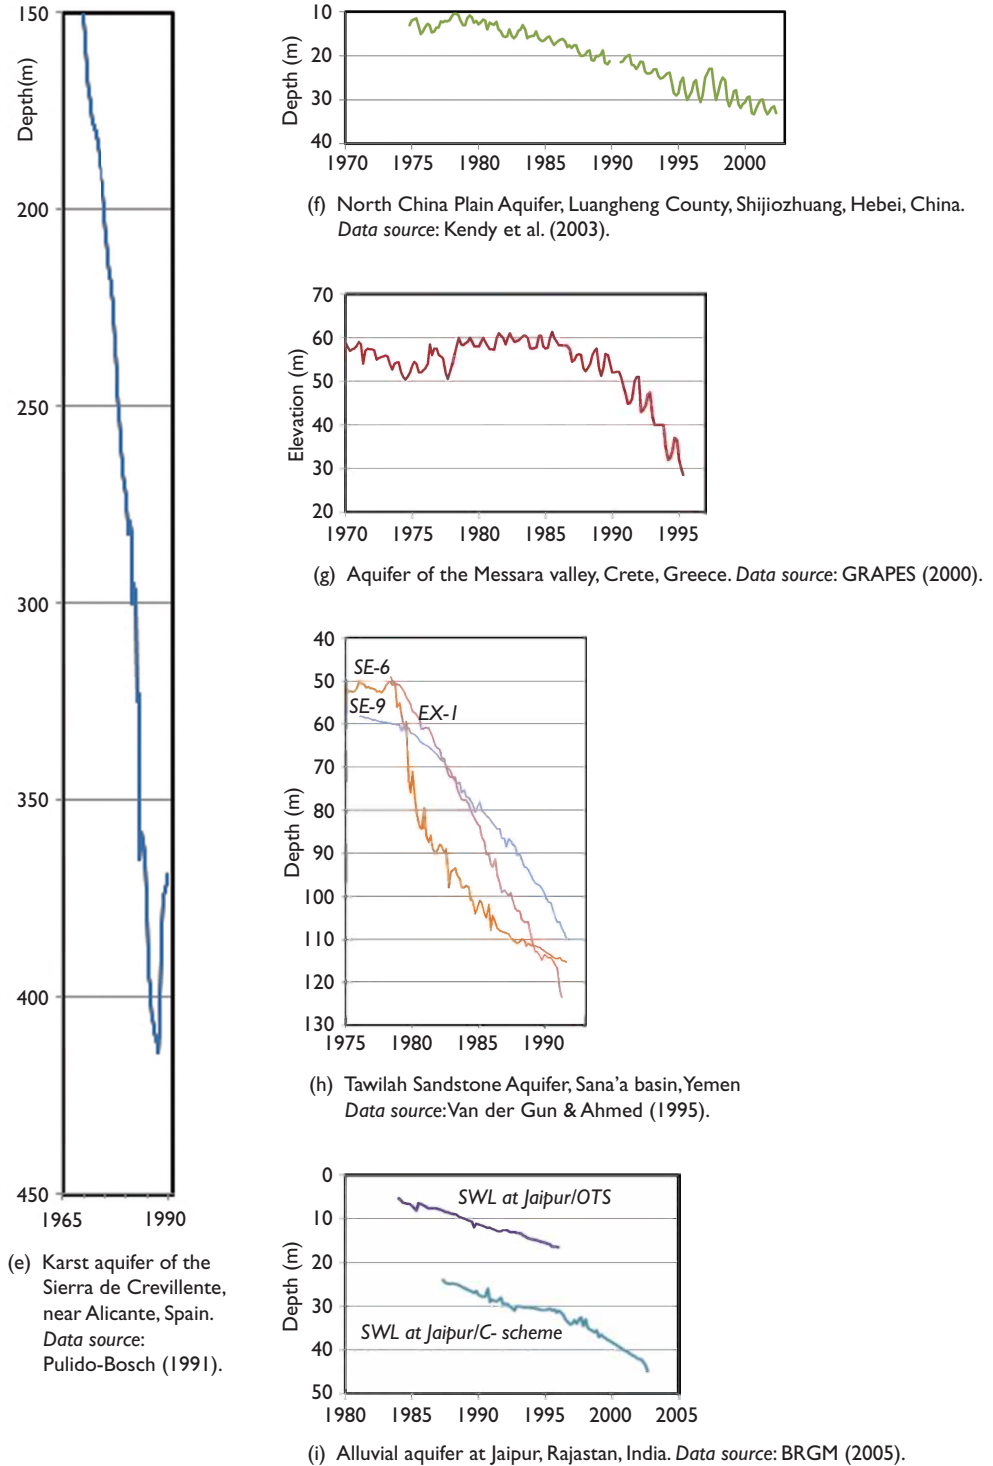 150
200
250
300
350
400
450
Depth(m)
1965
1990
(e) Karst aquifer of the
Sierra de Crevillente,
near Alicante, Spain.
Data source:
Pulido-Bosch (1991).
10
20
30
40
Depth (m)
1970
1975
1980
1985
1990
1995
2000
(f) North China Plain Aquifer, Luangheng County, Shijiozhuang, Hebei, China.
Data source: Kendy et al. (2003).
70
60
50
40
30
20
Elevation (m)
1970
1975
1980
1985
1990
1995
(g) Aquifer of the Messara valley, Crete, Greece. Data source: GRAPES (2000).
40
50
60
70
80
90
100
110
120
130
Depth (m)
SE-6
SE-9
EX-1
1975
1980
1985
1990
(h) Tawilah Sandstone Aquifer, Sana'a basin, Yemen
Data source: Van der Gun & Ahmed (1995).
0
10
20
30
40
50
Depth (m)
SWL at Jaipur/OTS
SWL at Jaipur/C- scheme
1980
1985
1990
1995
2000
2005
(i) Alluvial aquifer at Jaipur, Rajastan, India. Data source: BRGM (2005).